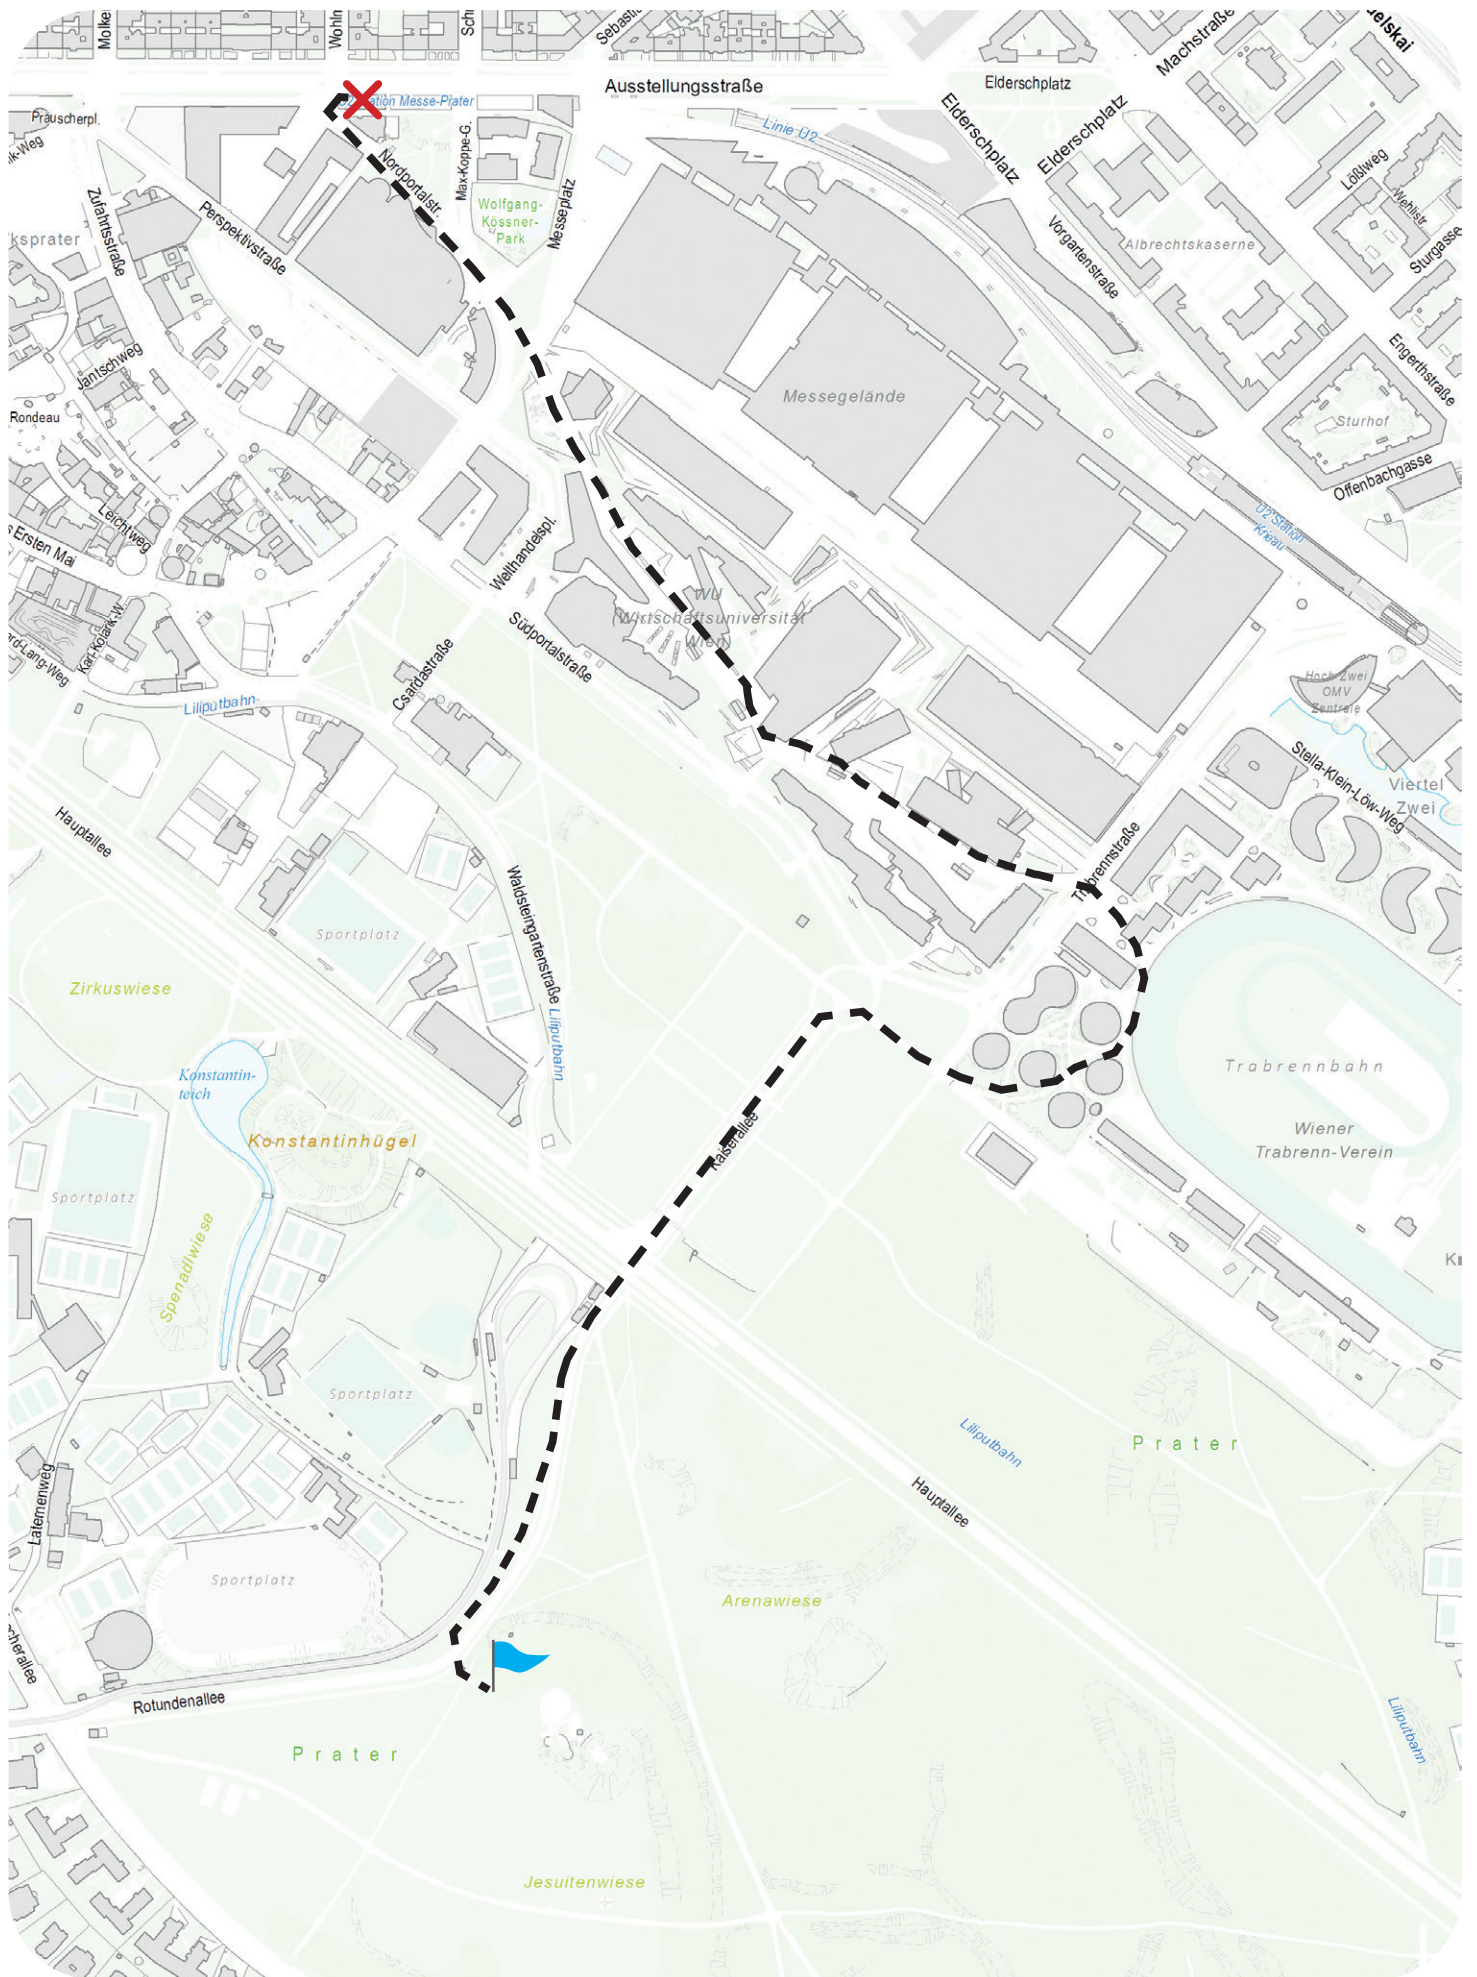 Ausstellungsstraße
Elderschplatz
Machstraße
Prauscherpl.
Station Messe-Prater
Linie U2
Elderschplatz
Elderschplatz
Lößlweg
Wehlistr.
Sturgasse
Zufahrtsstraße
Perspektivstraße
Nordportalstr.
Max-Koppe-G.
Wolfgang-
Kössner-
Park
Messeplatz
Vorgartenstraße
Albrechtskaserne
Engerthstraße
Jantschweg
Rondeau
Messegelände
Sturhof
Offenbachgasse
Leichtweg
Ersten Mai
Welthandelspl.
U2 Station
Krieau
WU
(Wirtschaftsuniversität
Wien)
Südportalstraße
Karl-Kolarik-W.
Csardastraße
Liliputbahn
Hoch Zwei
OMV
Zentrale
Stella-Klein-Löw-Weg
Viertel
Zwei
Hauptallee
Trabrennstraße
Waldsteingartenstraße
Liliputbahn
Sportplatz
Zirkuswiese
Konstantin-
teich
Konstantinhügel
Kaiserallee
Trabrennbahn
Wiener
Trabrenn-Verein
Sportplatz
Spenadlwiese
Sportplatz
Liliputbahn
Prater
Hauptallee
Laternenweg
Sportplatz
Arenawiese
Rotundenallee
Prater
Liliputbahn
Jesuitenwiese